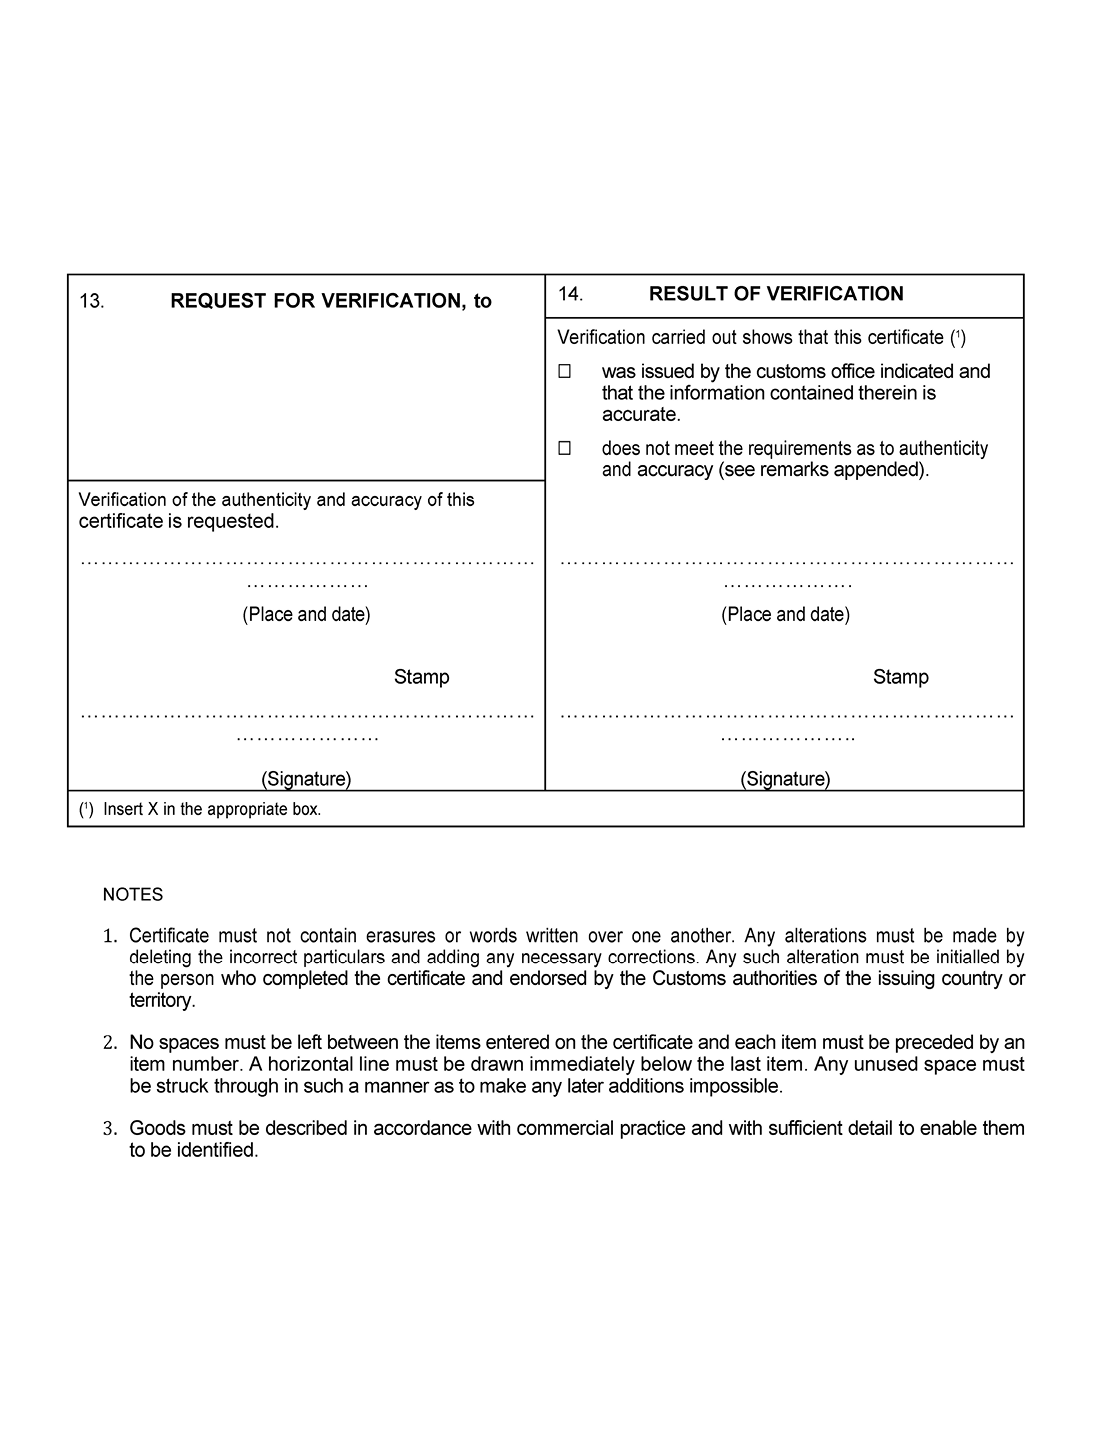 13. REQUEST FOR VERIFICATION, to
Verification of the authenticity and accuracy of this
certificate is requested.
……………………………………………………………
………………
(Place and date)
Stamp
……………………………………………………………
…………………
(Signature)
14. RESULT OF VERIFICATION
Verification carried out shows that this certificate (¹)
☐ was issued by the customs office indicated and
that the information contained therein is
accurate.
☐ does not meet the requirements as to authenticity
and accuracy (see remarks appended).
……………………………………………………………
……………….
(Place and date)
Stamp
……………………………………………………………
………………..
(Signature)
(¹) Insert X in the appropriate box.
NOTES
1. Certificate must not contain erasures or words written over one another. Any alterations must be made by
deleting the incorrect particulars and adding any necessary corrections. Any such alteration must be initialled by
the person who completed the certificate and endorsed by the Customs authorities of the issuing country or
territory.
2. No spaces must be left between the items entered on the certificate and each item must be preceded by an
item number. A horizontal line must be drawn immediately below the last item. Any unused space must
be struck through in such a manner as to make any later additions impossible.
3. Goods must be described in accordance with commercial practice and with sufficient detail to enable them
to be identified.